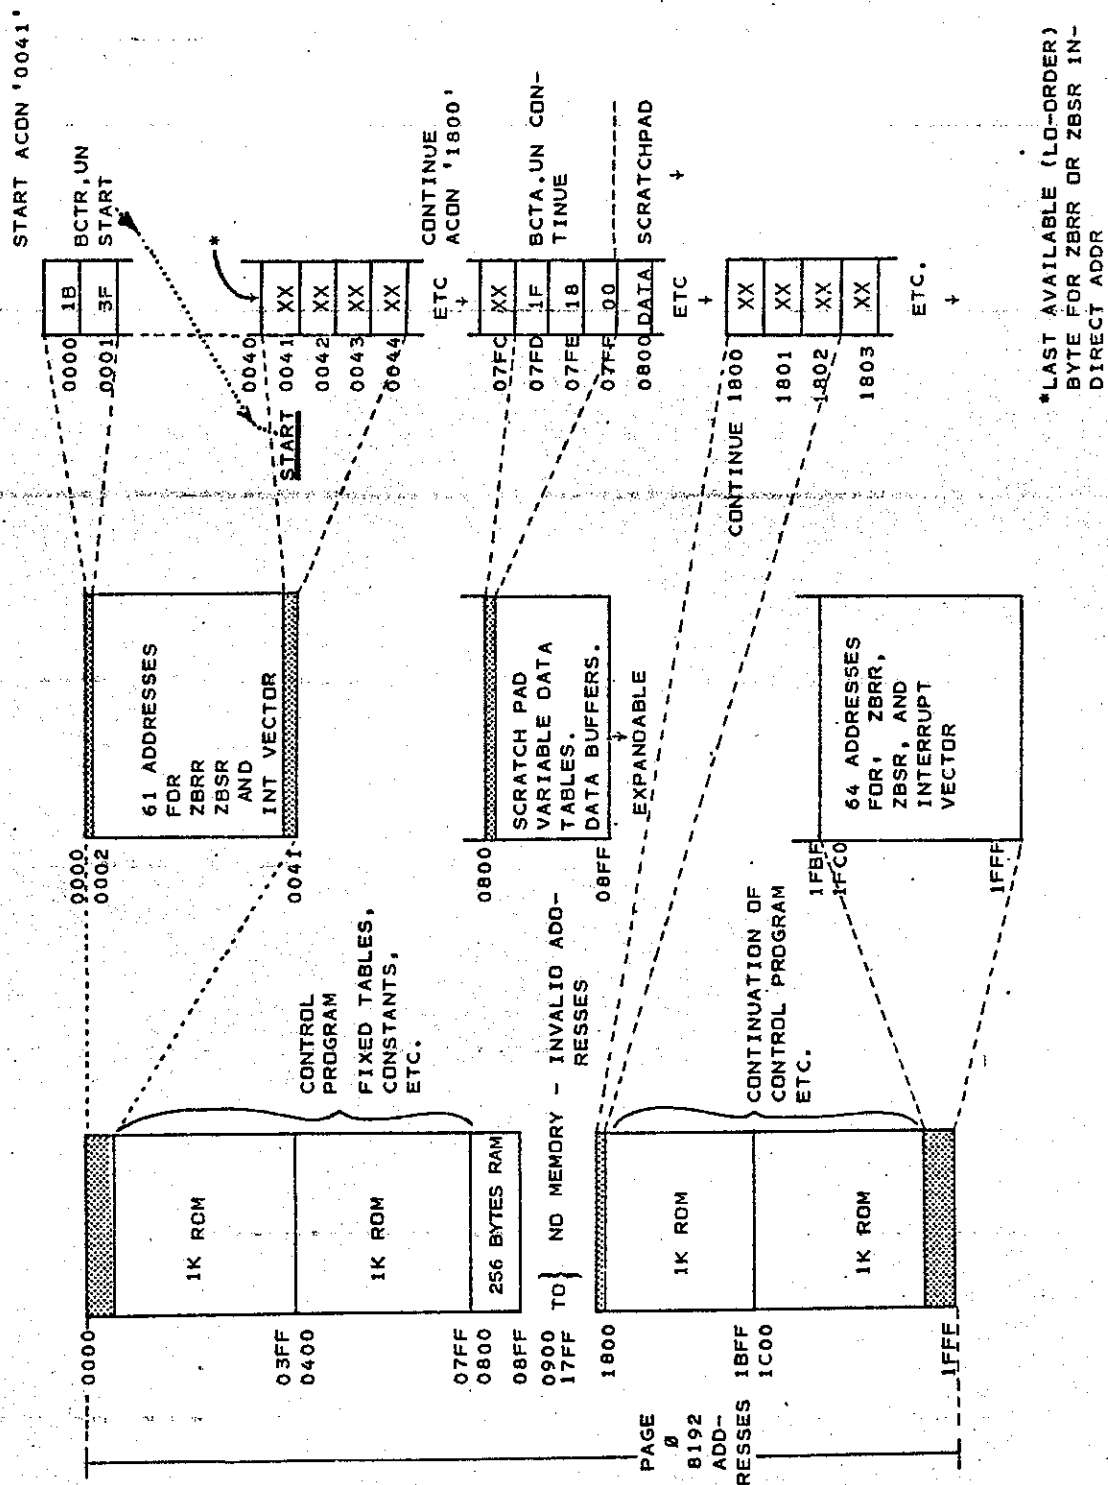 PAGE
Ø
8192
ADD-
RESSES
0000
03FF
0400
07FF
0800
08FF
0900
TO
17FF
1800
1BFF
1C00
1FFF
1K ROM
1K ROM
256 BYTES RAM
NO MEMORY - INVALID ADD-
RESSES
1K ROM
1K ROM
CONTROL
PROGRAM
FIXED TABLES,
CONSTANTS,
ETC.
CONTINUATION OF
CONTROL PROGRAM
ETC.
0000
0002
0041
61 ADDRESSES
FOR
ZBRR
ZBSR
AND
INT VECTOR
0800
08FF
SCRATCH PAD
VARIABLE DATA
TABLES.
DATA BUFFERS.
EXPANDABLE
1FBF
1FC0
1FFF
64 ADDRESSES
FOR: ZBRR,
ZBSR, AND
INTERRUPT
VECTOR
START ACON '0041'
0000 1B BCTR,UN
0001 3F START
*
0040
START 0041 XX
0042 XX
0043 XX
0044 XX
ETC
CONTINUE
ACON '1800'
07FC XX
07FD 1F BCTA.UN CON-
07FE 18 TINUE
07FF 00
0800 DATA SCRATCHPAD
ETC
CONTINUE 1800 XX
1801 XX
1802 XX
1803 XX
ETC.
*LAST AVAILABLE (LO-ORDER)
BYTE FOR ZBRR OR ZBSR IN-
DIRECT ADDR